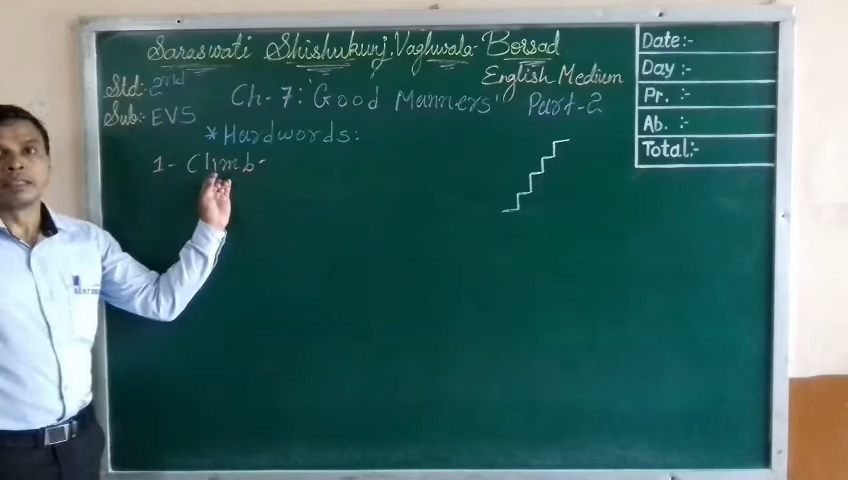 Saraswati Shishukunj, Vaghwala-Borsad
English Medium
Std:- 2nd
Sub:- EVS
Ch-7: Good Manners' Part-2
*Hardwords:
1- Climb-
Date:-
Day :-
Pr. :-
Ab. :-
Total:-